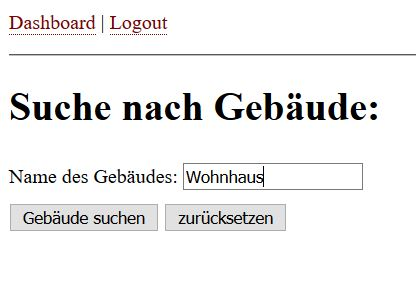 Dashboard | Logout
Suche nach Gebäude:
Name des Gebäudes: Wohnhaus
Gebäude suchen zurücksetzen